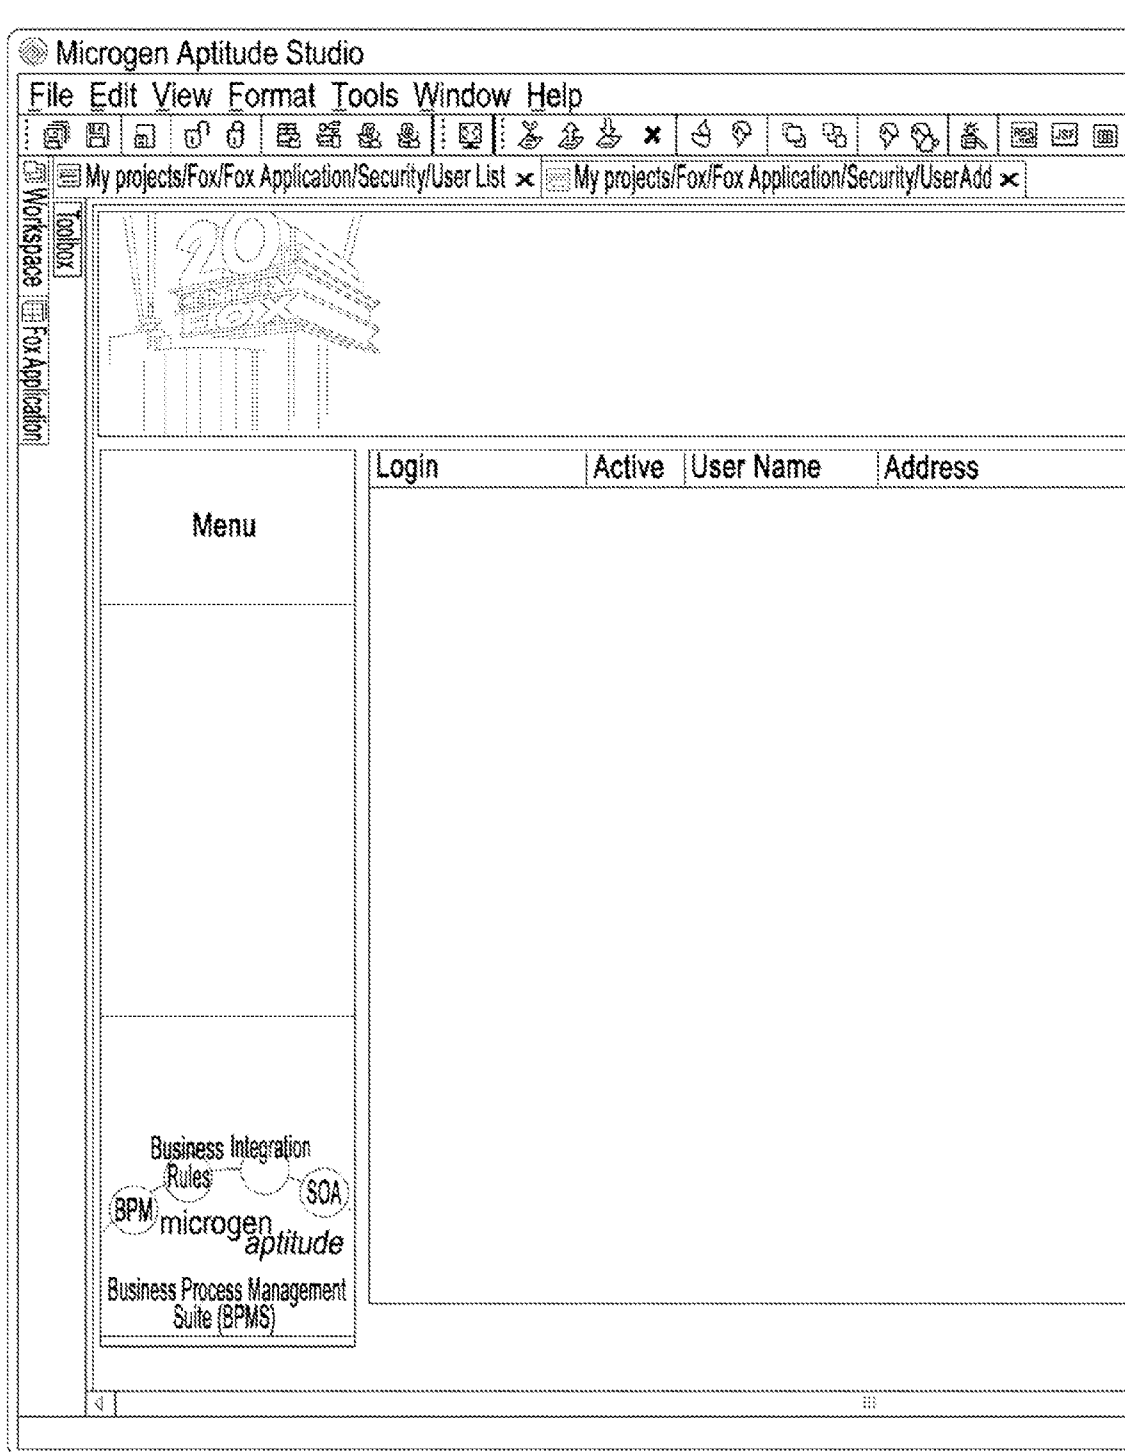 Microgen Aptitude Studio
File Edit View Format Tools Window Help
My projects/Fox/Fox Application/Security/User List
My projects/Fox/Fox Application/Security/UserAdd
Workspace
Fox Application
Toolbox
20
FOX
Login Active User Name Address
Menu
Business Integration
Rules
BPM
SOA
microgen
aptitude
Business Process Management
Suite (BPMS)